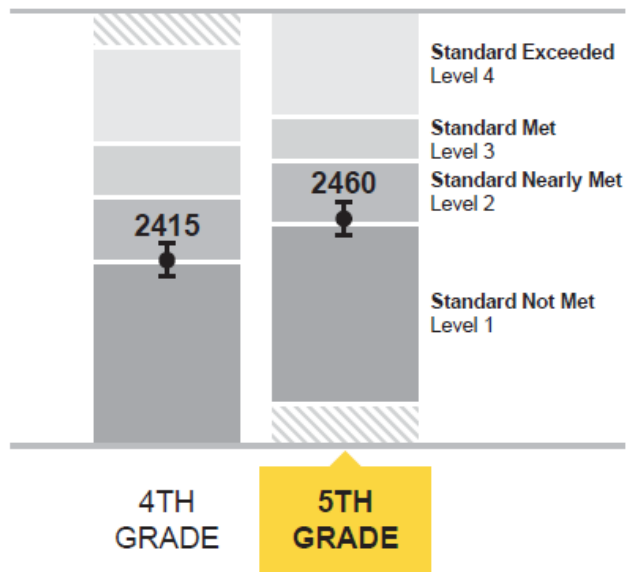 Standard Exceeded
Level 4
Standard Met
Level 3
Standard Nearly Met
Level 2
2460
2415
Standard Not Met
Level 1
4TH
GRADE
5TH
GRADE